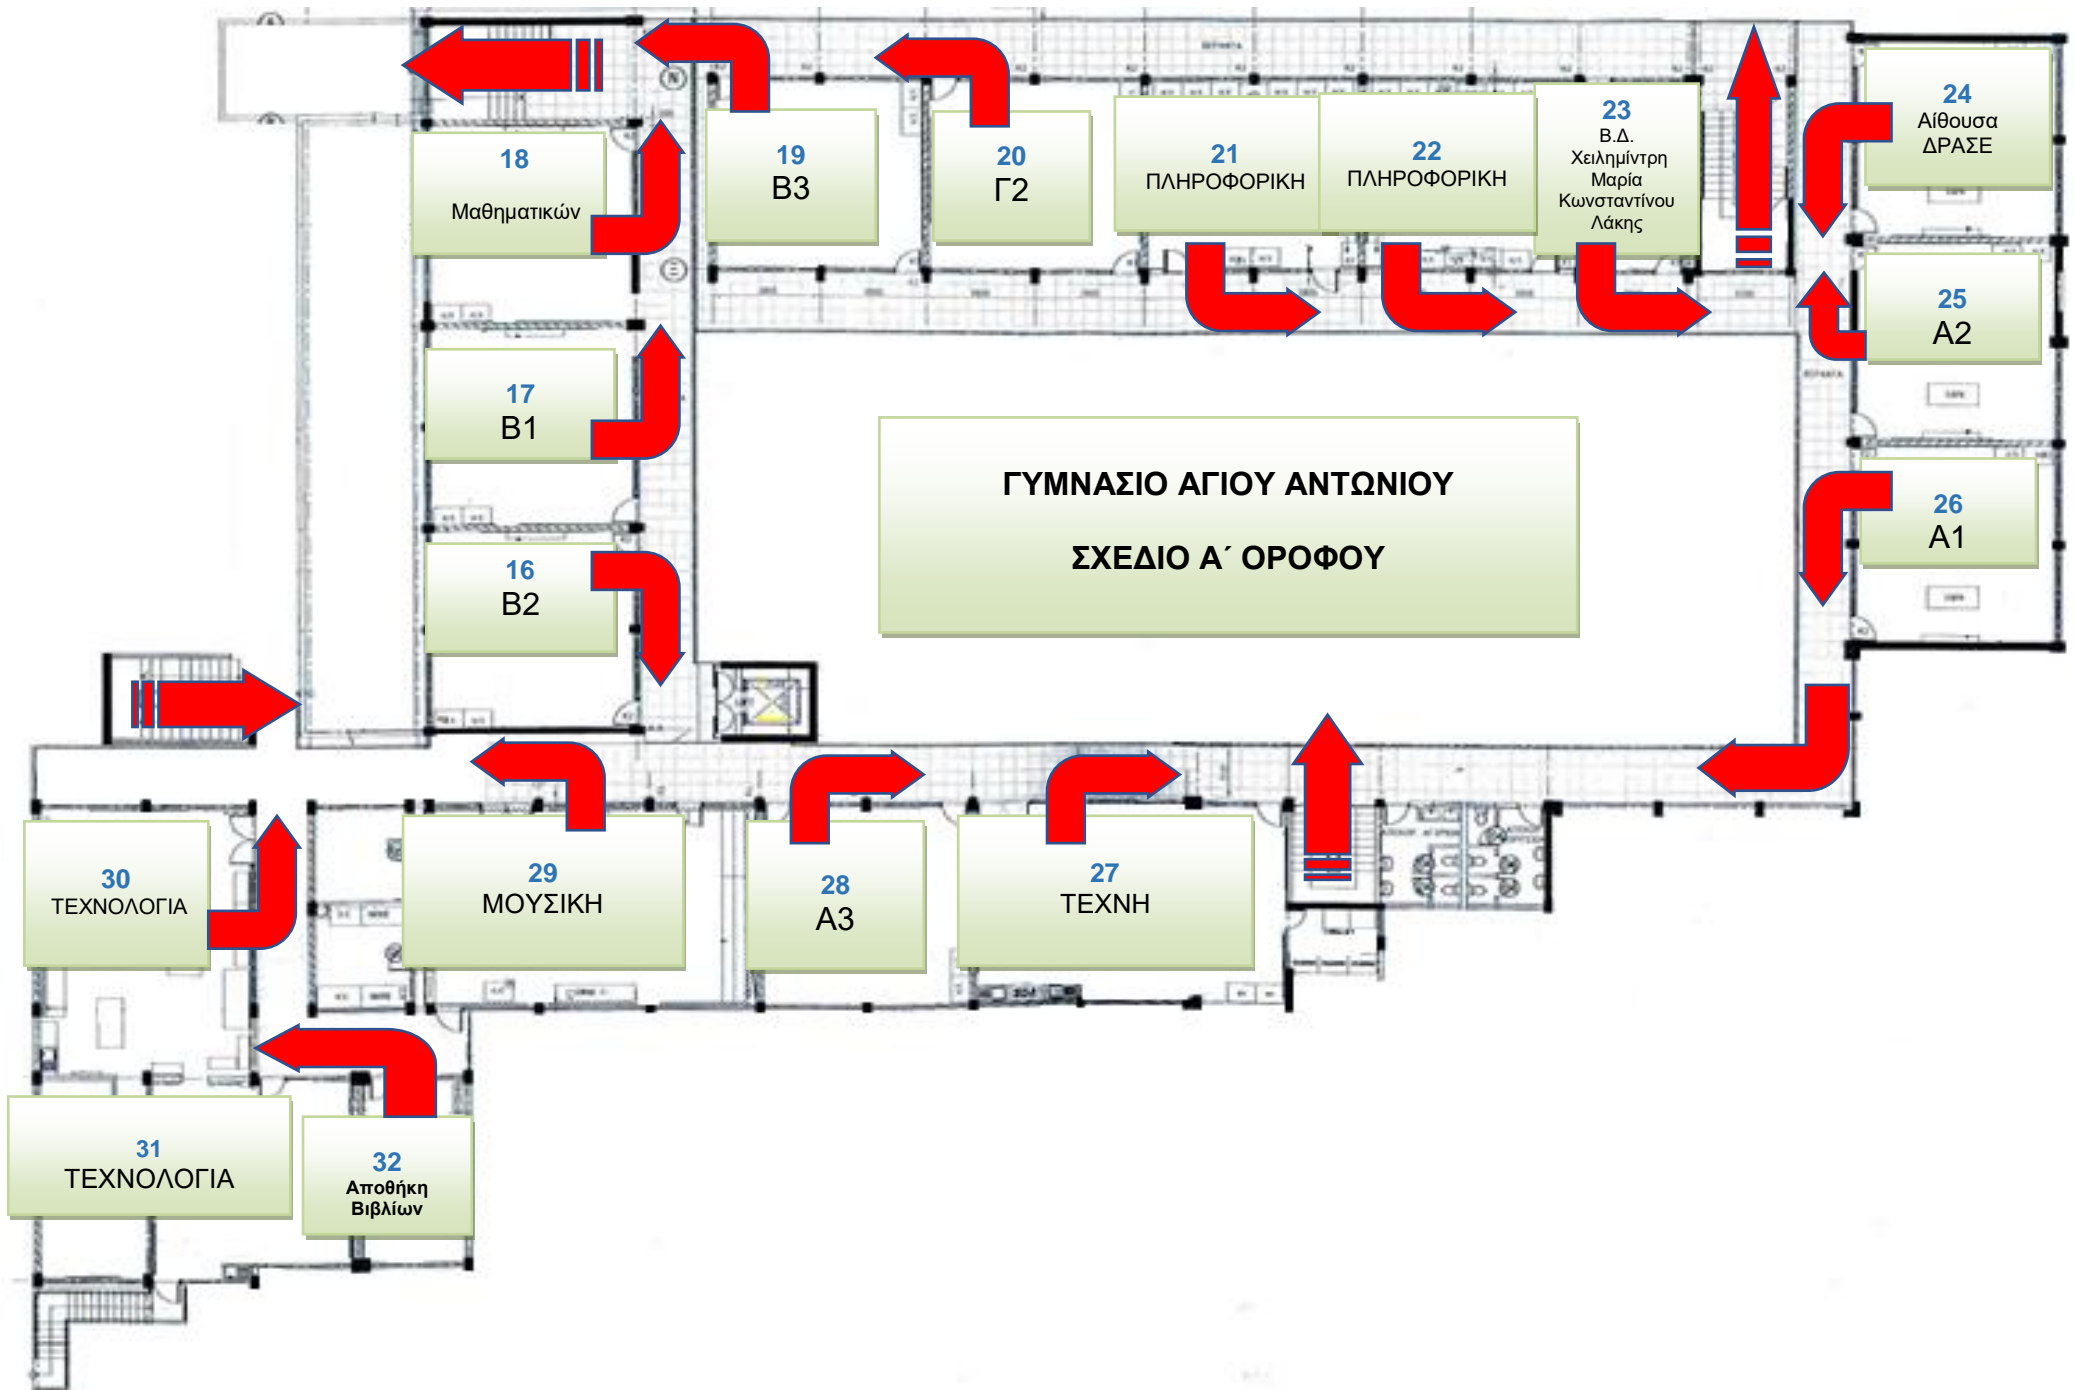 18
Μαθηματικών
19
Β3
20
Γ2
21
ΠΛΗΡΟΦΟΡΙΚΗ
22
ΠΛΗΡΟΦΟΡΙΚΗ
23
Β.Δ.
Χειλημίντρη
Μαρία
Κωνσταντίνου
Λάκης
24
Αίθουσα
ΔΡΑΣΕ
25
Α2
17
Β1
ΓΥΜΝΑΣΙΟ ΑΓΙΟΥ ΑΝΤΩΝΙΟΥ
ΣΧΕΔΙΟ Α΄ ΟΡΟΦΟΥ
26
Α1
16
Β2
30
ΤΕΧΝΟΛΟΓΙΑ
29
ΜΟΥΣΙΚΗ
28
Α3
27
ΤΕΧΝΗ
31
ΤΕΧΝΟΛΟΓΙΑ
32
Αποθήκη
Βιβλίων